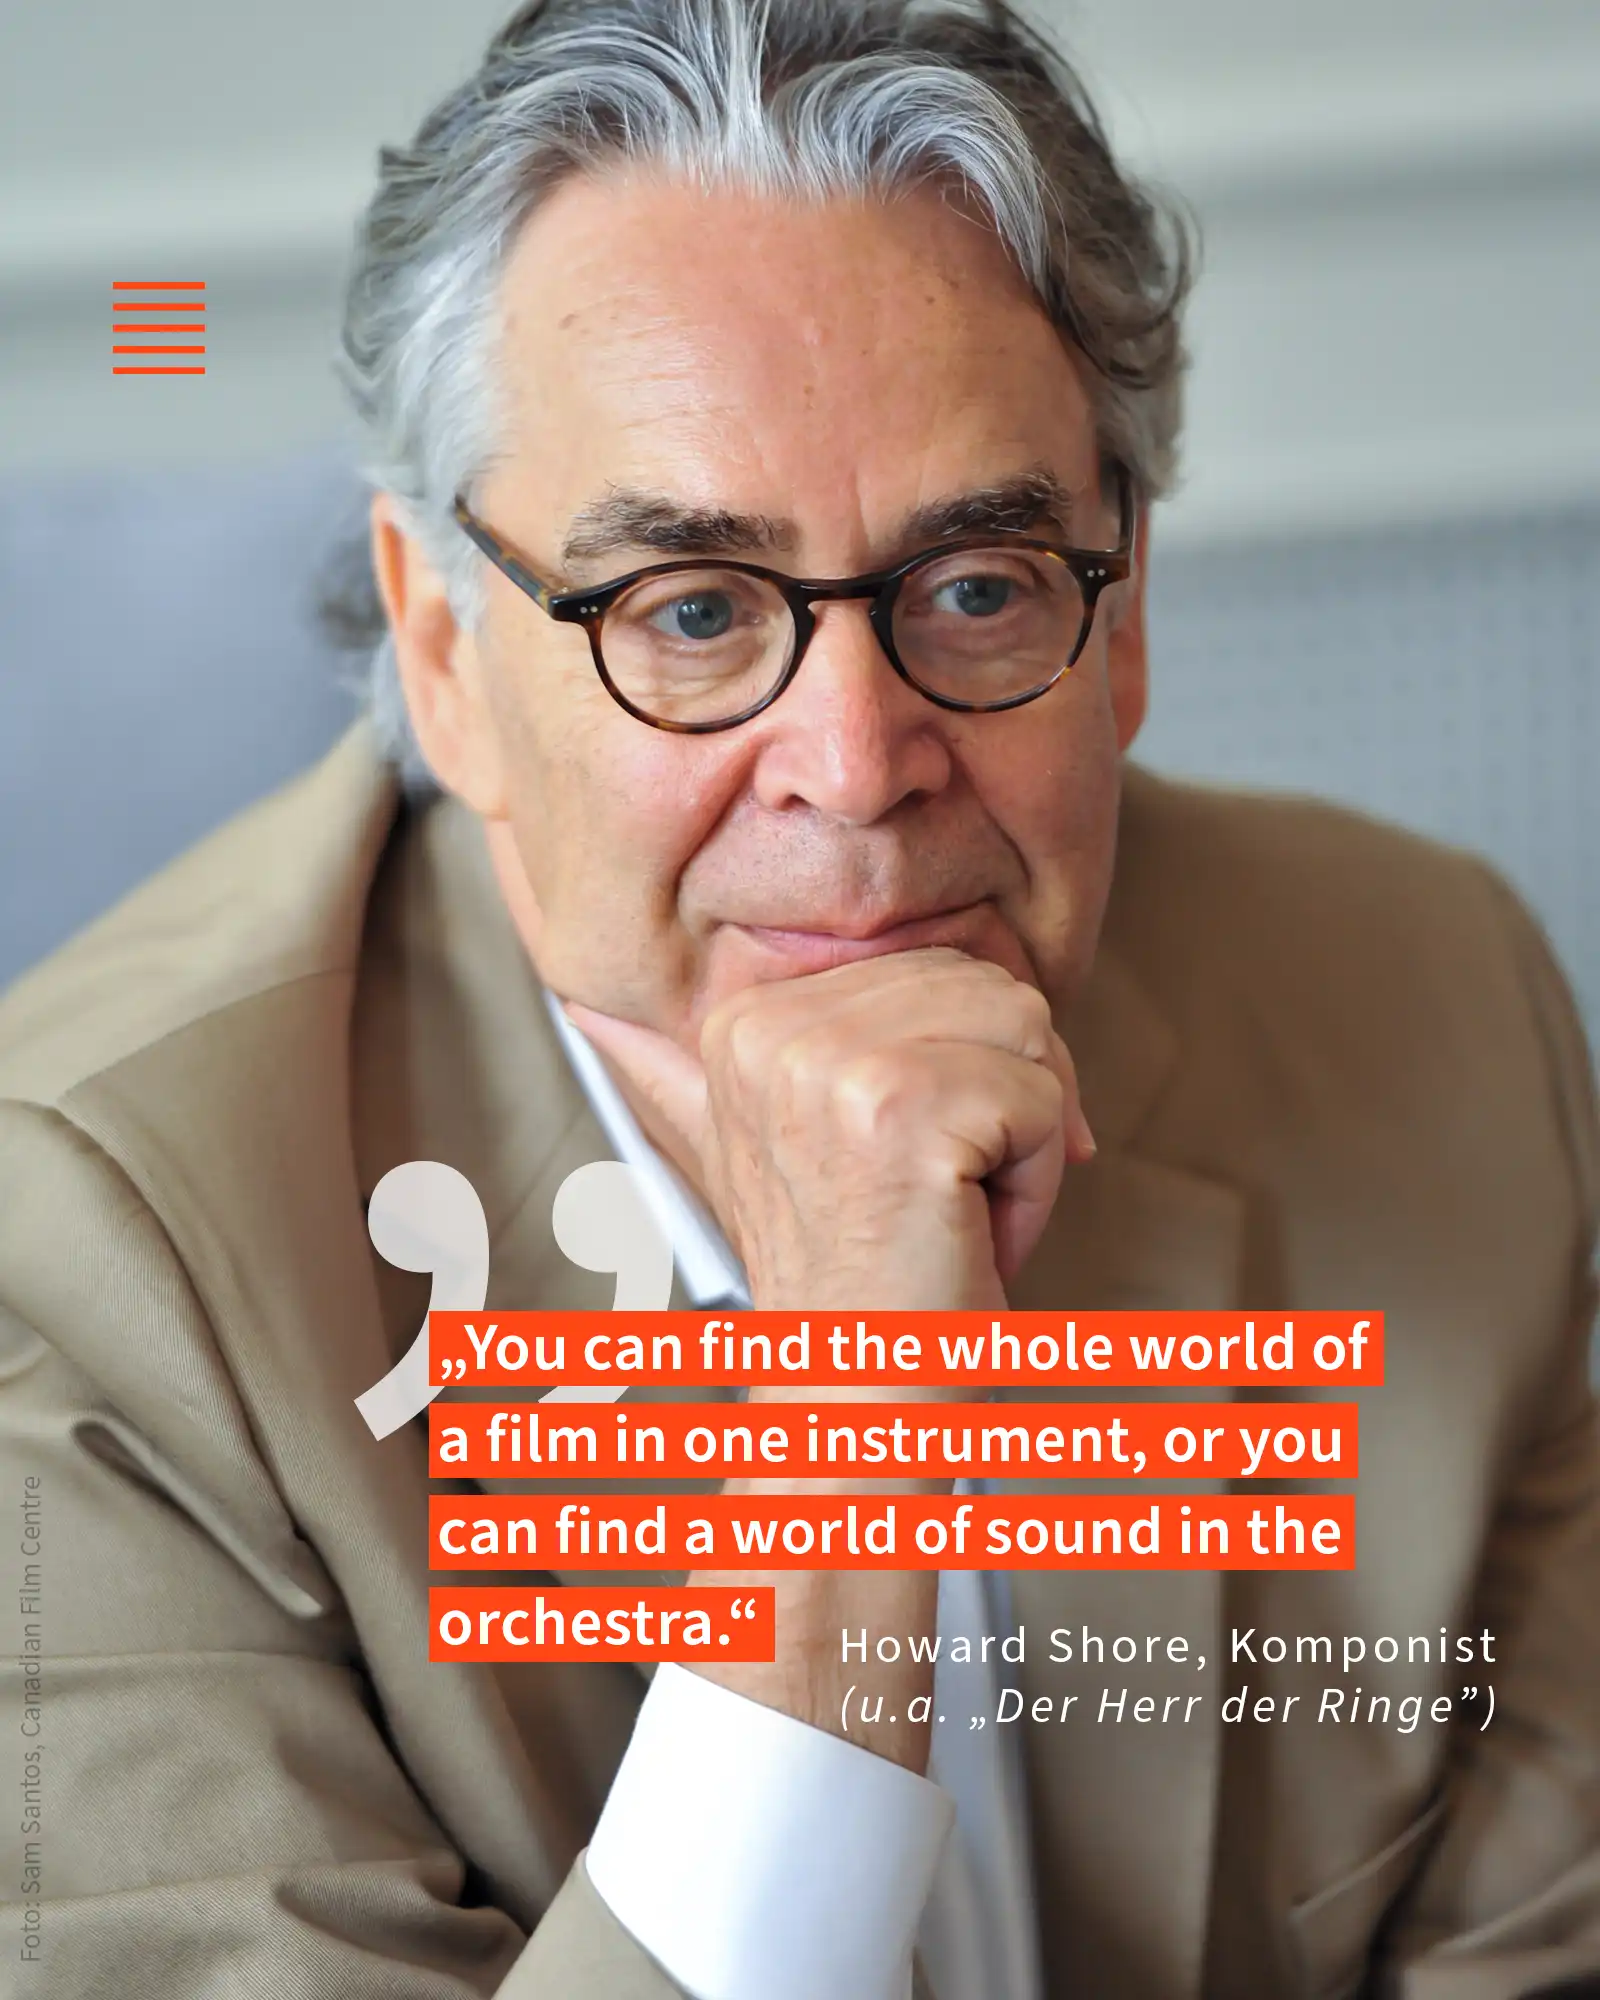 „You can find the whole world of
a film in one instrument, or you
can find a world of sound in the
orchestra.“
Howard Shore, Komponist
(u.a. „Der Herr der Ringe”)
Foto: Sam Santos, Canadian Film Centre